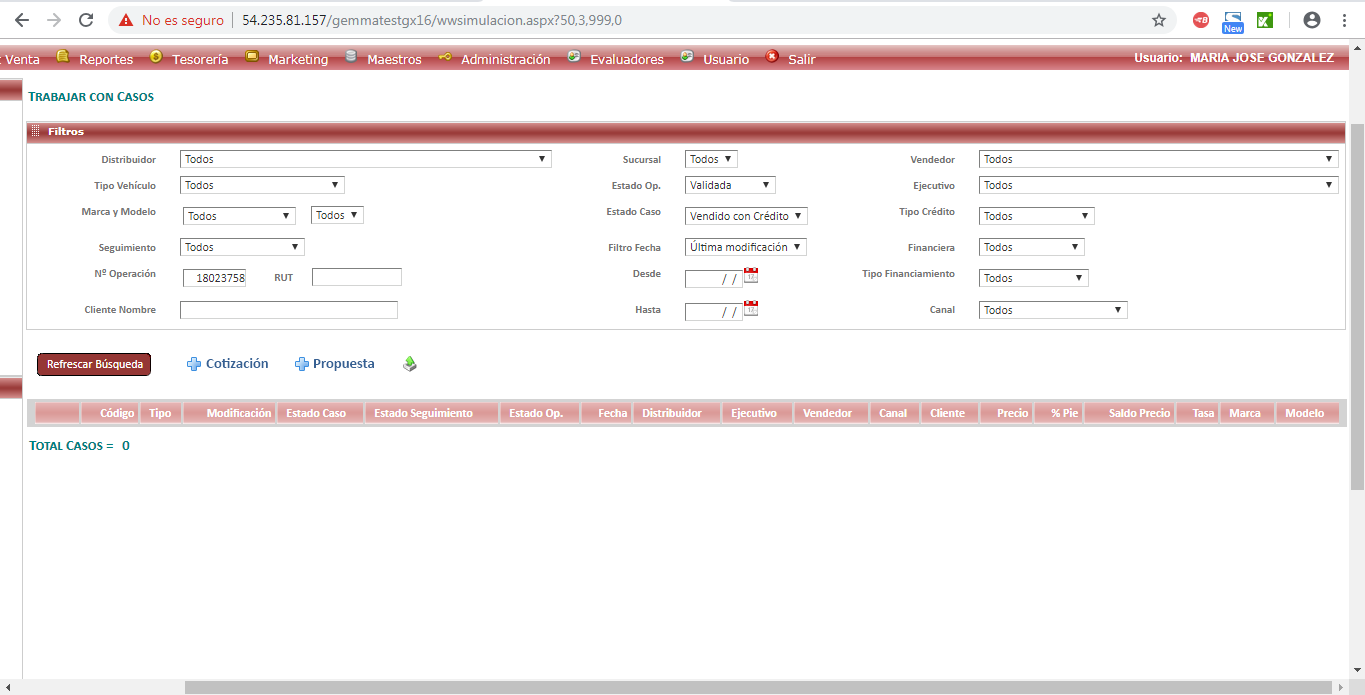 No es seguro | 54.235.81.157/gemmatestgx16/wwsimulacion.aspx?50,3,999,0
New
Venta Reportes Tesorería Marketing Maestros Administración Evaluadores Usuario Salir Usuario: MARIA JOSE GONZALEZ
TRABAJAR CON CASOS
Filtros
Distribuidor Todos Sucursal Todos Vendedor Todos
Tipo Vehículo Todos Estado Op. Validada Ejecutivo Todos
Marca y Modelo Todos Todos Estado Caso Vendido con Crédito Tipo Crédito Todos
Seguimiento Todos Filtro Fecha Última modificación Financiera Todos
Nº Operación 18023758 RUT Desde / / Tipo Financiamiento Todos
Cliente Nombre Hasta / / Canal Todos
Refrescar Búsqueda Cotización Propuesta
Código Tipo Modificación Estado Caso Estado Seguimiento Estado Op. Fecha Distribuidor Ejecutivo Vendedor Canal Cliente Precio % Pie Saldo Precio Tasa Marca Modelo
TOTAL CASOS = 0